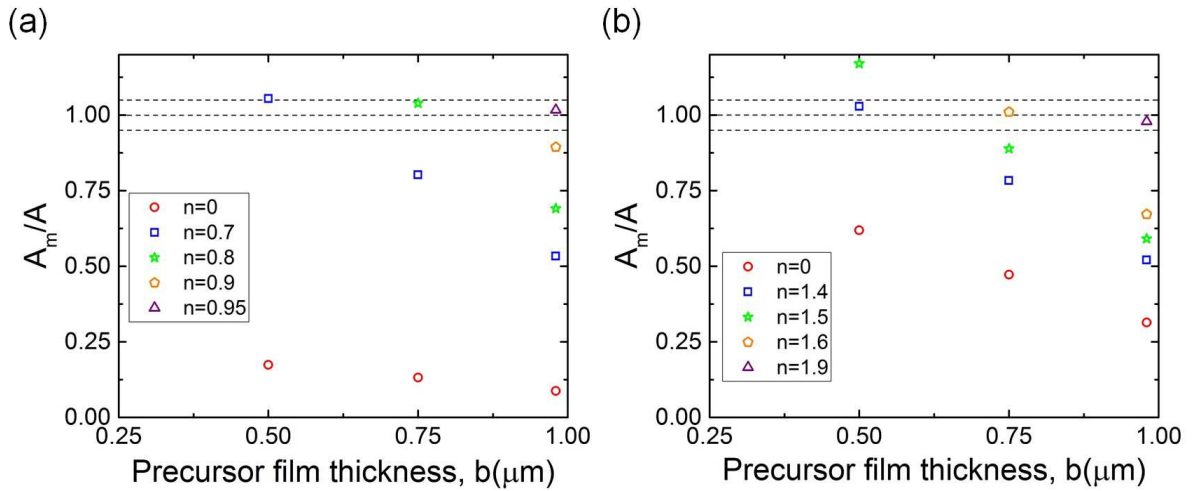 (a)
1.00
0.75
0.50
0.25
0.00
A_m/A
n=0
n=0.7
n=0.8
n=0.9
n=0.95
0.25 0.50 0.75 1.00
Precursor film thickness, b(μm)
(b)
1.00
0.75
0.50
0.25
0.00
A_m/A
n=0
n=1.4
n=1.5
n=1.6
n=1.9
0.25 0.50 0.75 1.00
Precursor film thickness, b(μm)